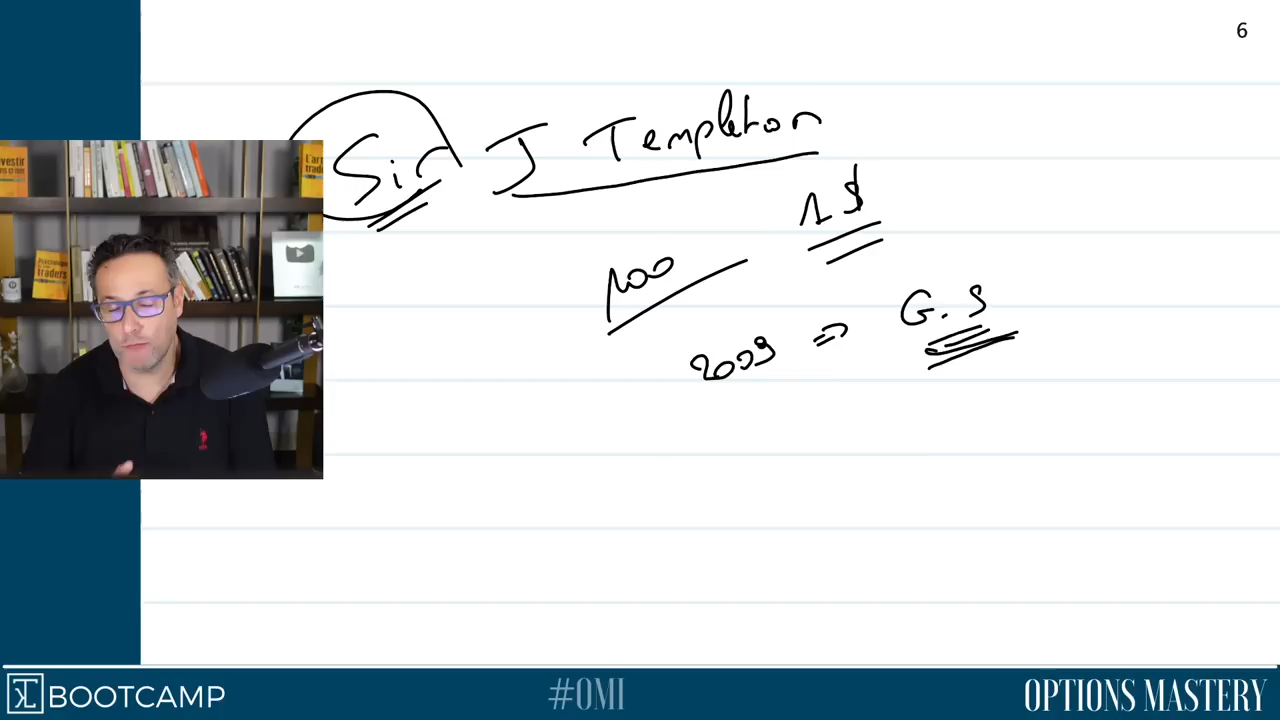 6
Sir J Templeton
1 $
100
2009 => G.S
BOOTCAMP
#OMI
OPTIONS MASTERY